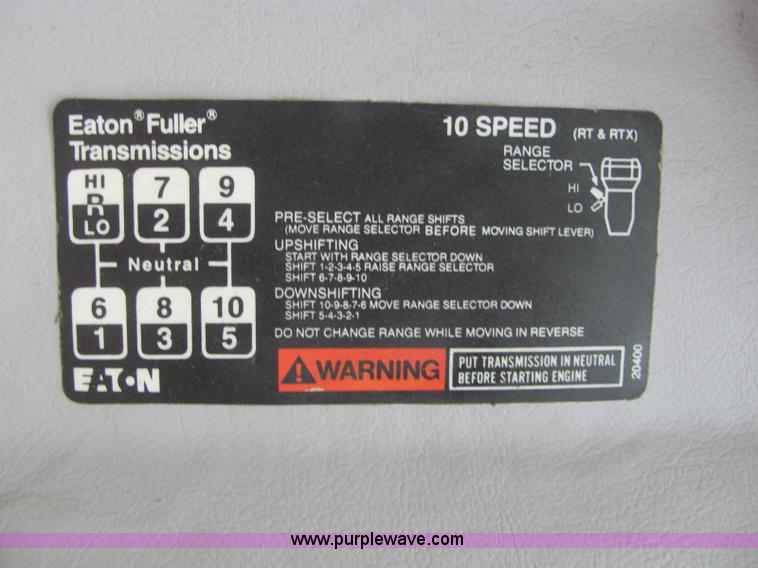 Eaton® Fuller®
Transmissions
10 SPEED (RT & RTX)
RANGE
SELECTOR
HI
LO
HI
R
LO
7
2
9
4
Neutral
6
1
8
3
10
5
PRE-SELECT ALL RANGE SHIFTS
(MOVE RANGE SELECTOR BEFORE MOVING SHIFT LEVER)
UPSHIFTING
START WITH RANGE SELECTOR DOWN
SHIFT 1-2-3-4-5 RAISE RANGE SELECTOR
SHIFT 6-7-8-9-10
DOWNSHIFTING
SHIFT 10-9-8-7-6 MOVE RANGE SELECTOR DOWN
SHIFT 5-4-3-2-1
DO NOT CHANGE RANGE WHILE MOVING IN REVERSE
EATON
WARNING
PUT TRANSMISSION IN NEUTRAL
BEFORE STARTING ENGINE
20400
www.purplewave.com